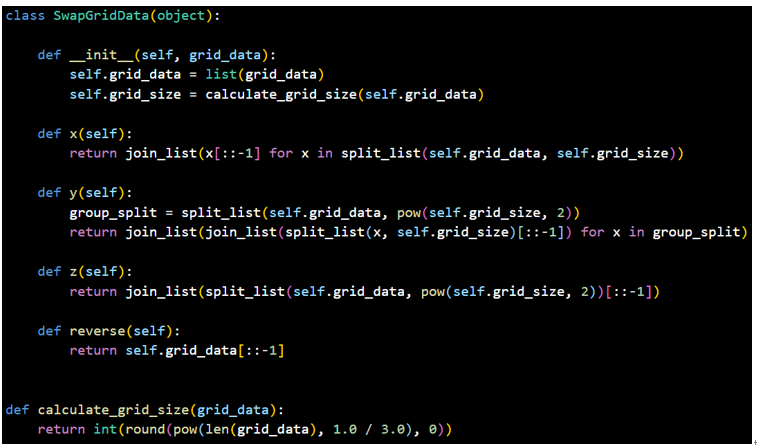 class SwapGridData(object):
    def __init__(self, grid_data):
        self.grid_data = list(grid_data)
        self.grid_size = calculate_grid_size(self.grid_data)
    def x(self):
        return join_list(x[::-1] for x in split_list(self.grid_data, self.grid_size))
    def y(self):
        group_split = split_list(self.grid_data, pow(self.grid_size, 2))
        return join_list(join_list(split_list(x, self.grid_size)[::-1]) for x in group_split)
    def z(self):
        return join_list(split_list(self.grid_data, pow(self.grid_size, 2))[::-1])
    def reverse(self):
        return self.grid_data[::-1]
def calculate_grid_size(grid_data):
    return int(round(pow(len(grid_data), 1.0 / 3.0), 0))